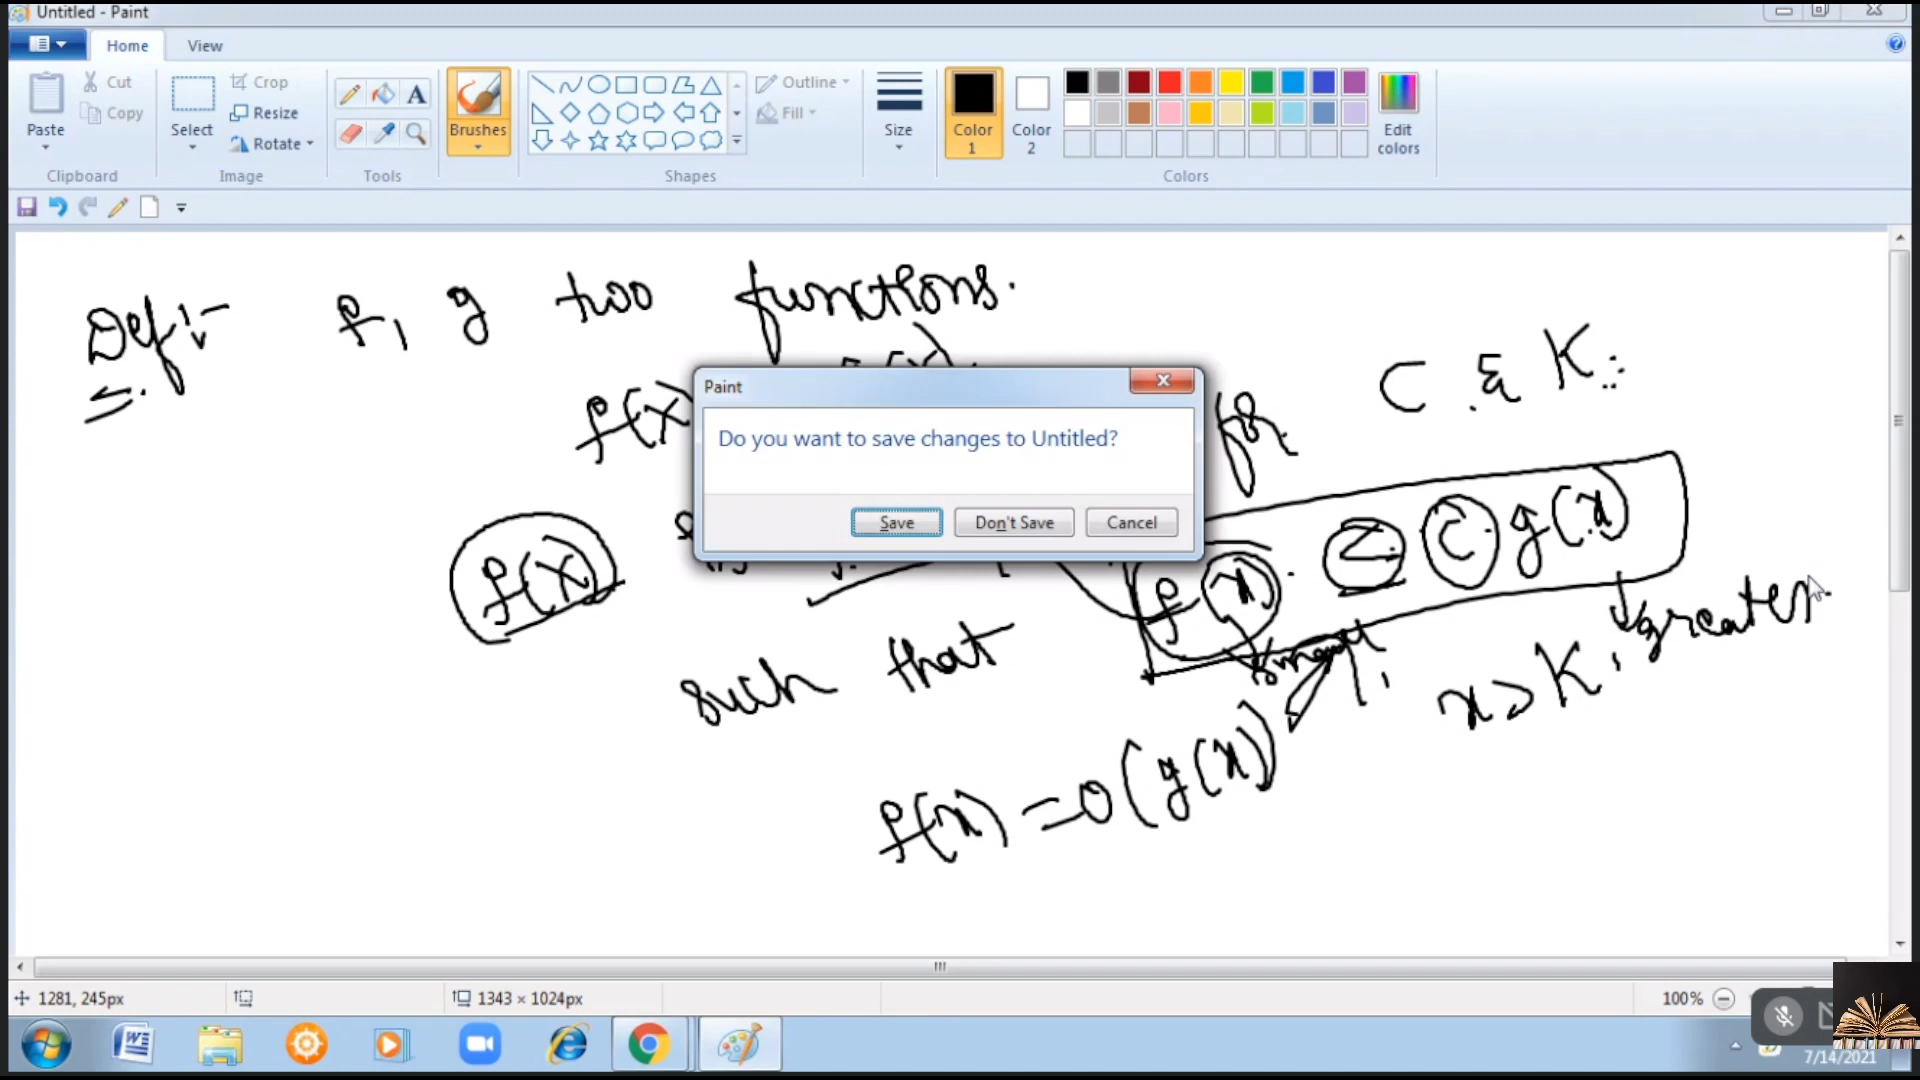 Untitled - Paint
Home View
Paste
Cut
Copy
Clipboard
Select
Crop
Resize
Rotate
Image
A
Tools
Brushes
Shapes
Outline
Fill
Size
Color 1
Color 2
Colors
Edit colors
Def:- f, g two functions.
f(x)
for C & K
Paint
Do you want to save changes to Untitled?
Save Don't Save Cancel
f(x)
f(x) ≤ C g(x)
greater
such that
x > K
f(x) = O(g(x))
1281, 245px
1343 × 1024px
100%
7/14/2021